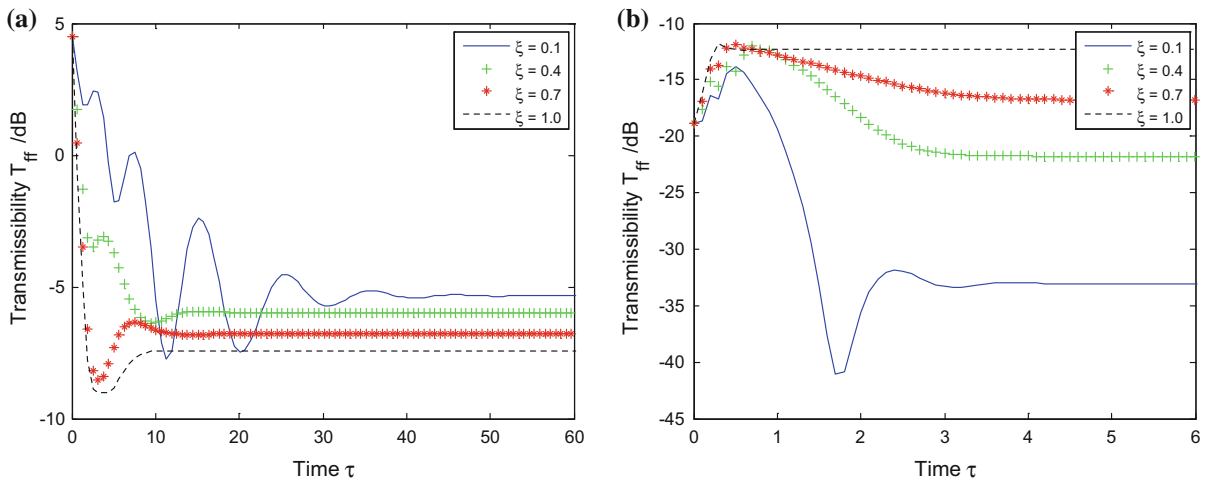 (a)
Transmissibility T_ff /dB
5
0
-5
-10
0 10 20 30 40 50 60
Time τ
ξ = 0.1
ξ = 0.4
ξ = 0.7
ξ = 1.0
(b)
Transmissibility T_ff /dB
-10
-15
-20
-25
-30
-35
-40
-45
0 1 2 3 4 5 6
Time τ
ξ = 0.1
ξ = 0.4
ξ = 0.7
ξ = 1.0